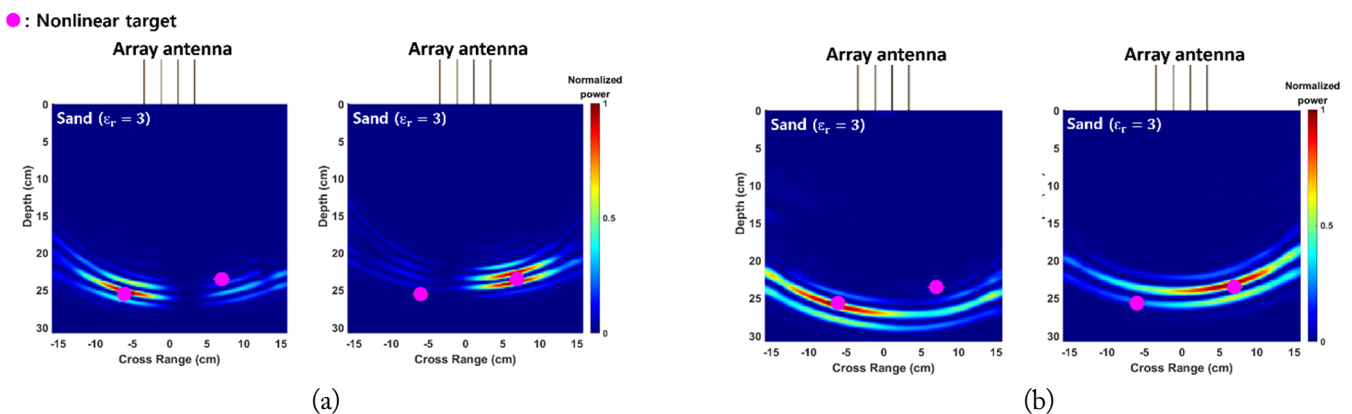 : Nonlinear target
Array antenna
Array antenna
Array antenna
Array antenna
Normalized
power
Normalized
power
Sand (εr = 3)
Sand (εr = 3)
Sand (εr = 3)
Sand (εr = 3)
0
5
10
15
20
25
30
Depth (cm)
-15 -10 -5 0 5 10 15
Cross Range (cm)
0
5
10
15
20
25
30
-15 -10 -5 0 5 10 15
Cross Range (cm)
1
0.5
0
0
5
10
15
20
25
30
Depth (cm)
-15 -10 -5 0 5 10 15
Cross Range (cm)
0
5
10
15
20
25
30
-15 -10 -5 0 5 10 15
Cross Range (cm)
1
0.5
0
(a)
(b)